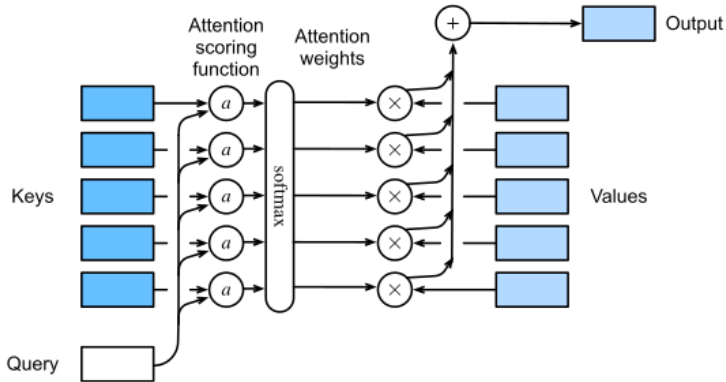 Attention
scoring
function
Attention
weights
+
Output
Keys
a
a
a
a
a
softmax
×
×
×
×
×
Values
Query